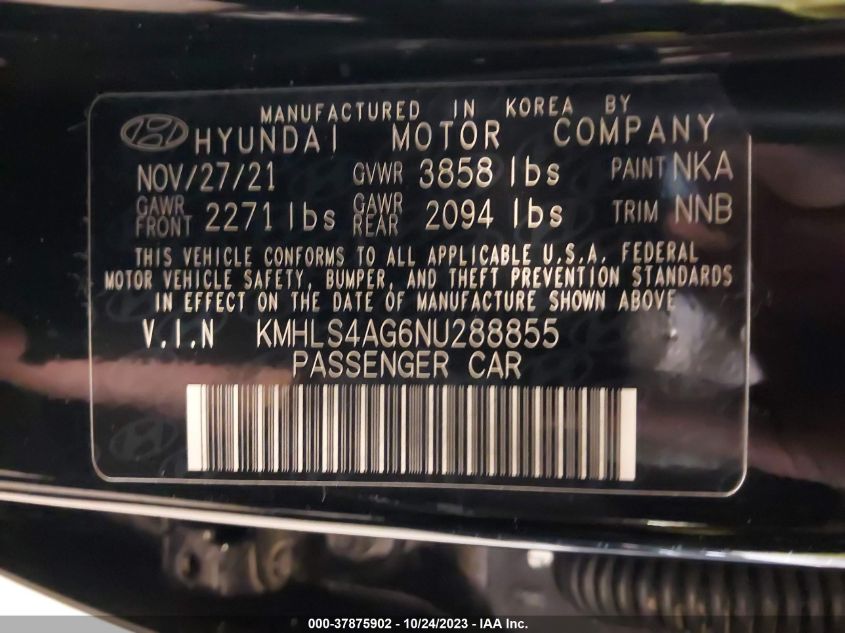 MANUFACTURED IN KOREA BY
HYUNDAI MOTOR COMPANY
NOV/27/21 GVWR 3858 lbs PAINT NKA
GAWR FRONT 2271 lbs GAWR REAR 2094 lbs TRIM NNB
THIS VEHICLE CONFORMS TO ALL APPLICABLE U.S.A. FEDERAL
MOTOR VEHICLE SAFETY, BUMPER, AND THEFT PREVENTION STANDARDS
IN EFFECT ON THE DATE OF MANUFACTURE SHOWN ABOVE
V.I.N KMHLS4AG6NU288855
PASSENGER CAR
000-37875902 - 10/24/2023 - IAA Inc.